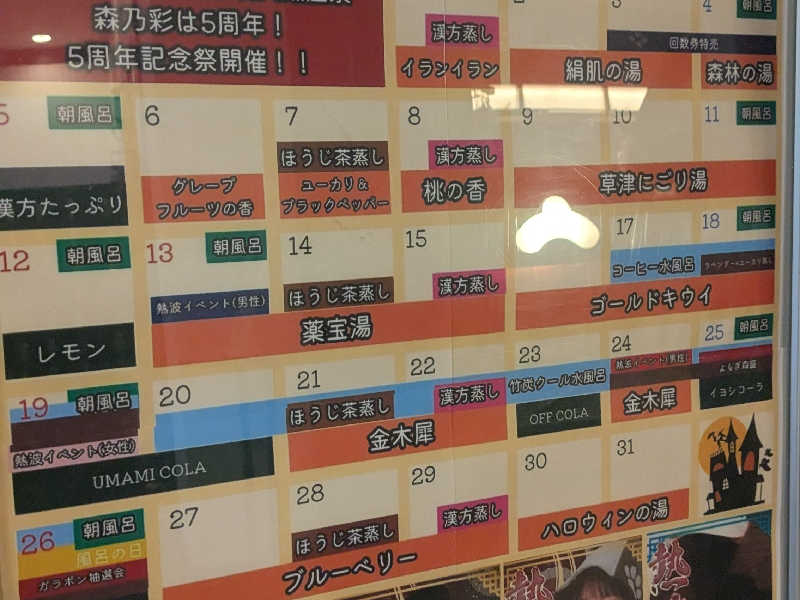 森乃彩は5周年！
5周年記念祭開催！！
漢方蒸し
イランイラン
3
絹肌の湯
4
朝風呂
回数券特売
森林の湯
5
朝風呂
漢方たっぷり
6
グレープ
フルーツの香
7
ほうじ茶蒸し
ユーカリ&
ブラックペッパー
8
漢方蒸し
桃の香
9
10
草津にごり湯
11
朝風呂
12
朝風呂
レモン
13
朝風呂
熱波イベント(男性)
14
ほうじ茶蒸し
薬宝湯
15
漢方蒸し
17
コーヒー水風呂
ゴールドキウイ
18
朝風呂
19
朝風呂
熱波イベント(女性)
UMAMI COLA
20
21
ほうじ茶蒸し
金木犀
22
漢方蒸し
23
竹炭クール水風呂
OFF COLA
24
熱波イベント(男性)
金木犀
25
朝風呂
よもぎ森蒸
イヨシコーラ
26
朝風呂
風呂の日
ガラポン抽選会
27
28
ほうじ茶蒸し
ブルーベリー
29
漢方蒸し
30
31
ハロウィンの湯
熱
熱